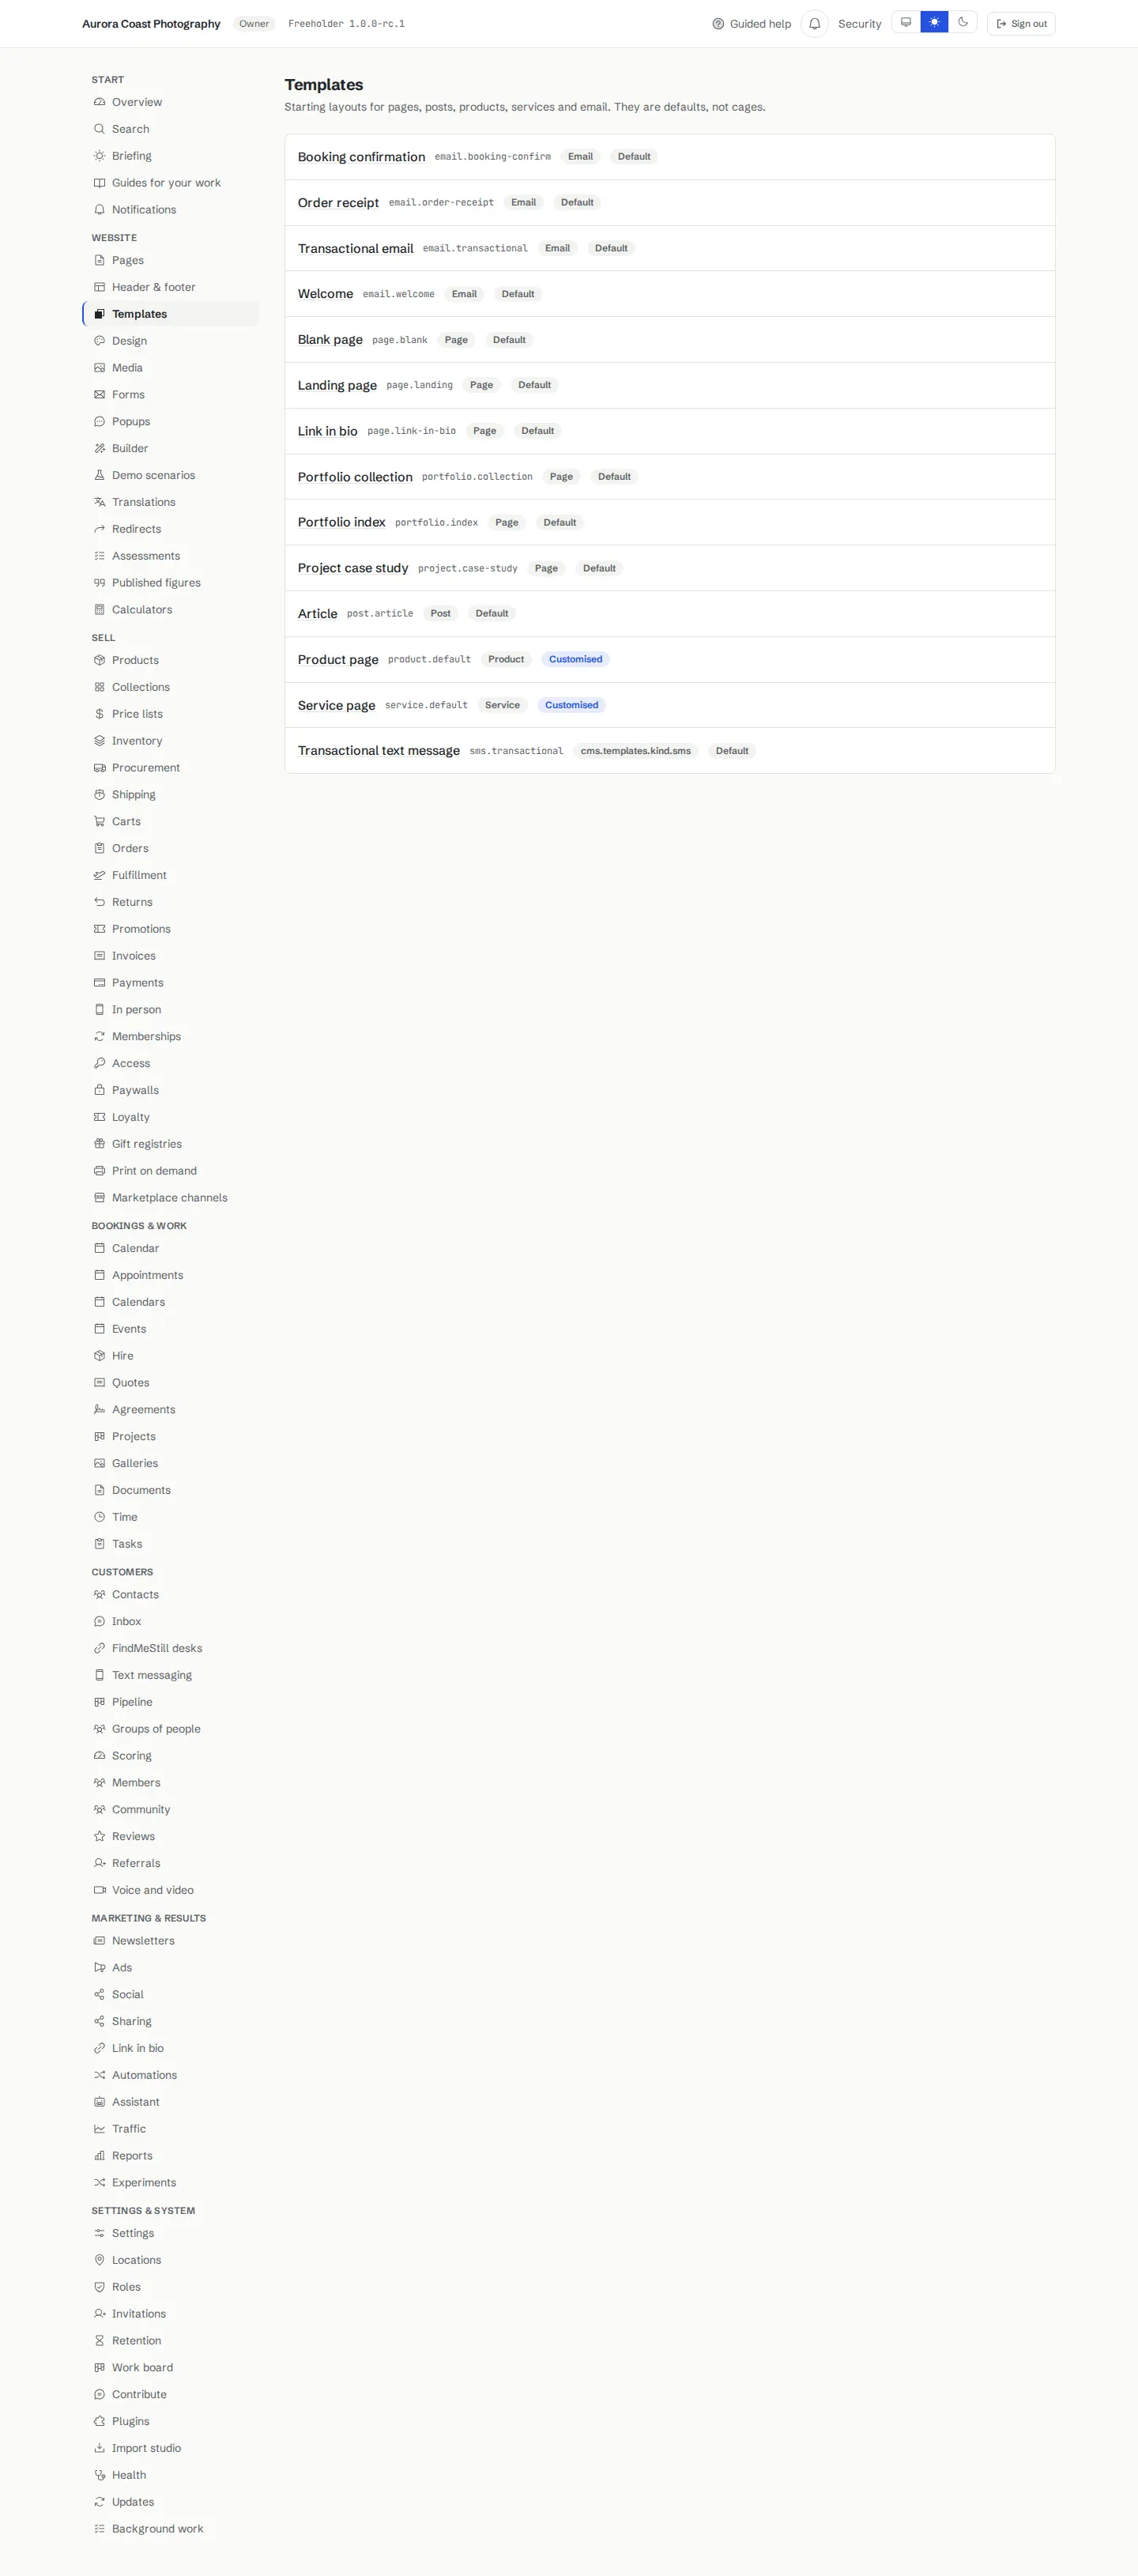 Aurora Coast Photography Owner Freeholder 1.0.0-rc.1 Guided help Security Sign out
START
Overview
Search
Briefing
Guides for your work
Notifications
WEBSITE
Pages
Header & footer
Templates
Design
Media
Forms
Popups
Builder
Demo scenarios
Translations
Redirects
Assessments
Published figures
Calculators
SELL
Products
Collections
Price lists
Inventory
Procurement
Shipping
Carts
Orders
Fulfillment
Returns
Promotions
Invoices
Payments
In person
Memberships
Access
Paywalls
Loyalty
Gift registries
Print on demand
Marketplace channels
BOOKINGS & WORK
Calendar
Appointments
Calendars
Events
Hire
Quotes
Agreements
Projects
Galleries
Documents
Time
Tasks
CUSTOMERS
Contacts
Inbox
FindMeStill desks
Text messaging
Pipeline
Groups of people
Scoring
Members
Community
Reviews
Referrals
Voice and video
MARKETING & RESULTS
Newsletters
Ads
Social
Sharing
Link in bio
Automations
Assistant
Traffic
Reports
Experiments
SETTINGS & SYSTEM
Settings
Locations
Roles
Invitations
Retention
Work board
Contribute
Plugins
Import studio
Health
Updates
Background work
Templates
Starting layouts for pages, posts, products, services and email. They are defaults, not cages.
Booking confirmation email.booking-confirm Email Default
Order receipt email.order-receipt Email Default
Transactional email email.transactional Email Default
Welcome email.welcome Email Default
Blank page page.blank Page Default
Landing page page.landing Page Default
Link in bio page.link-in-bio Page Default
Portfolio collection portfolio.collection Page Default
Portfolio index portfolio.index Page Default
Project case study project.case-study Page Default
Article post.article Post Default
Product page product.default Product Customised
Service page service.default Service Customised
Transactional text message sms.transactional cms.templates.kind.sms Default